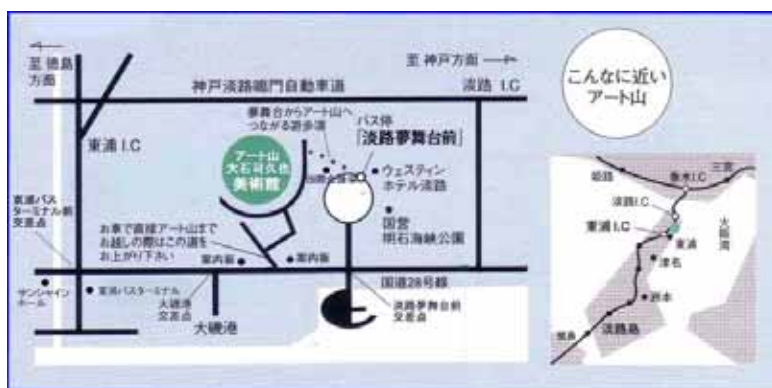 至 徳島
方面
至 神戸方面
神戸淡路鳴門自動車道
淡路 I.C
東浦 I.C
夢舞台からアート山へ
つながる遊歩道
バス停
「淡路夢舞台前」
アート山
大石可久也
美術館
ウェスティン
ホテル淡路
国営
明石海峡公園
東浦バス
ターミナル前
交差点
お車で直接アート山まで
お越しの際はこの道を
お上がり下さい
案内板
案内板
国道28号線
サンシャイン
ホール
東浦バスターミナル
大磯港
交差点
大磯港
淡路夢舞台前
交差点
こんなに近い
アート山
姫路
垂水I.C
三宮
淡路I.C
東浦 I.C
東浦
大阪湾
津名
洲本
淡路島
徳島